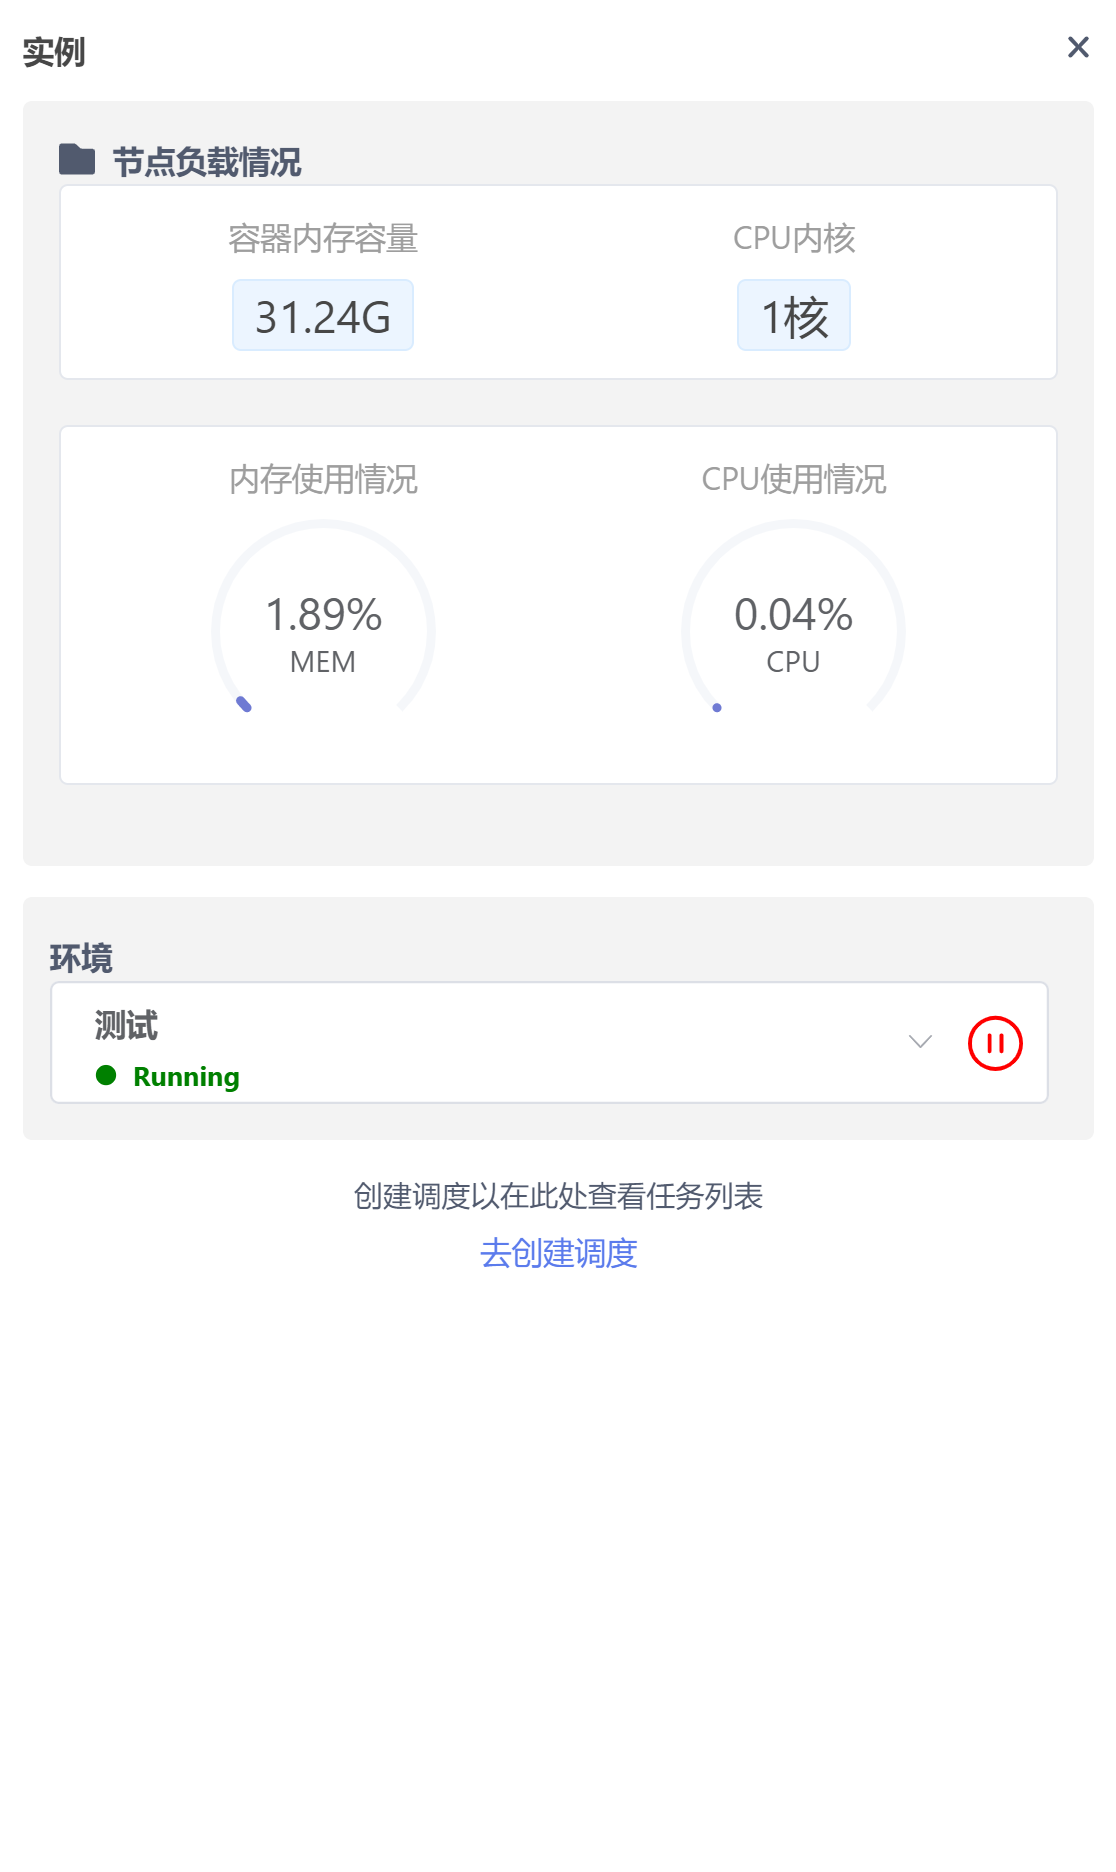 实例
节点负载情况
容器内存容量
CPU内核
31.24G
1核
内存使用情况
CPU使用情况
1.89%
MEM
0.04%
CPU
环境
测试
Running
创建调度以在此处查看任务列表
去创建调度